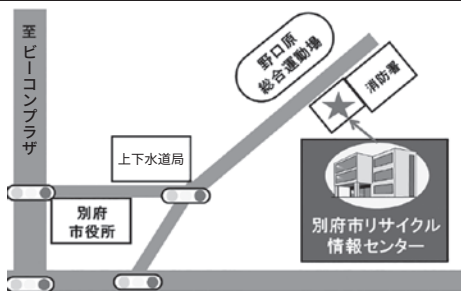 至ビーコンプラザ
野口原
総合運動場
消防署
上下水道局
別府
市役所
別府市リサイクル
情報センター